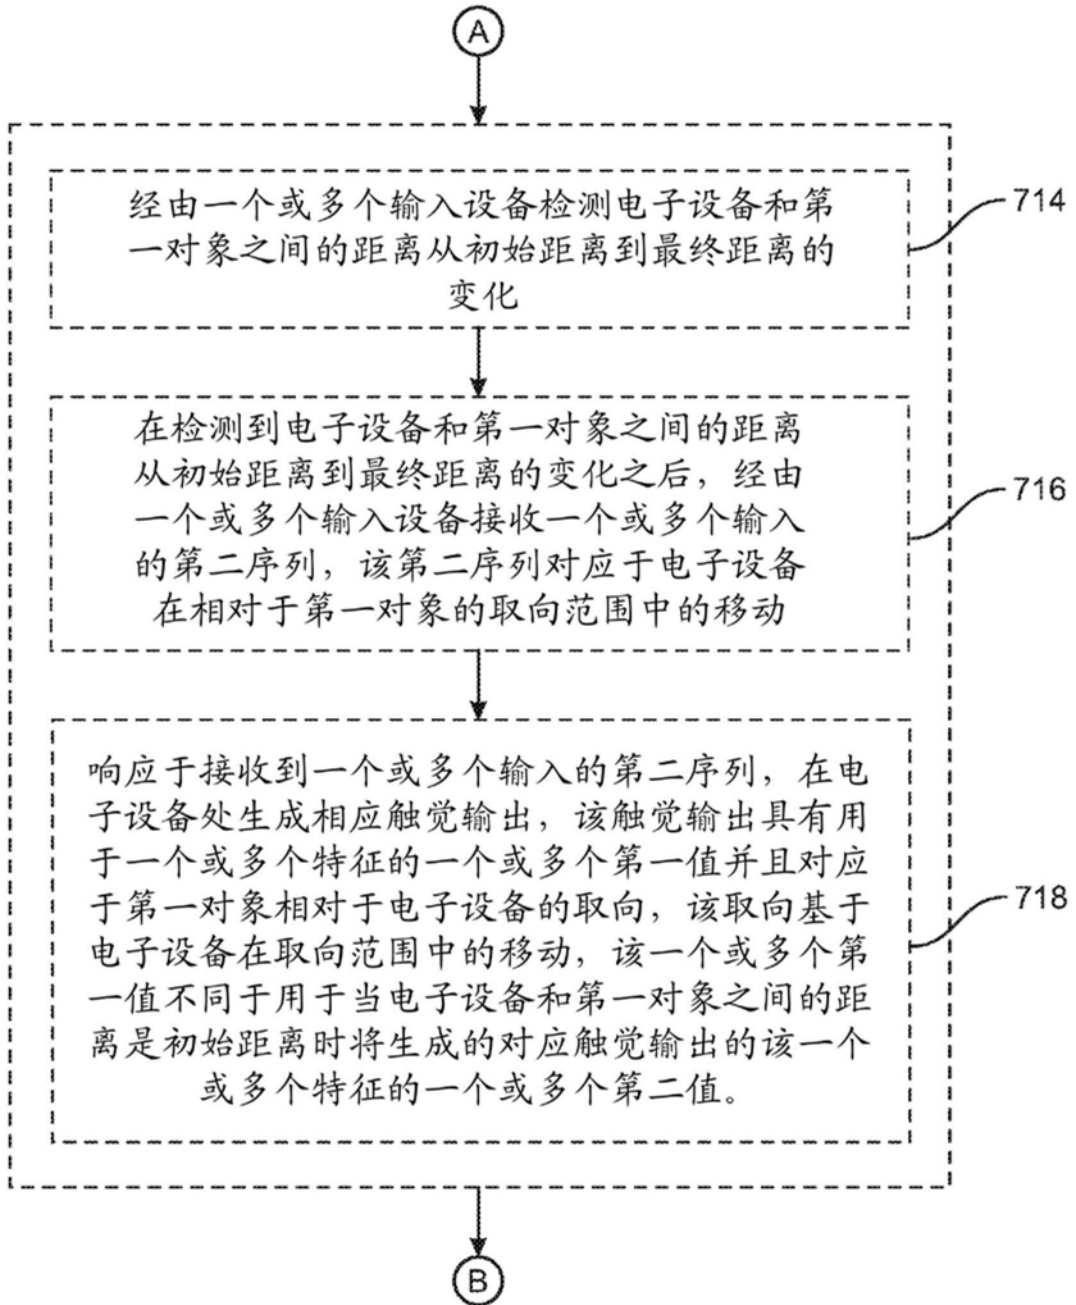 A
经由一个或多个输入设备检测电子设备和第
一对象之间的距离从初始距离到最终距离的
变化
714
在检测到电子设备和第一对象之间的距离
从初始距离到最终距离的变化之后，经由
一个或多个输入设备接收一个或多个输入
的第二序列，该第二序列对应于电子设备
在相对于第一对象的取向范围中的移动
716
响应于接收到一个或多个输入的第二序列，在电
子设备处生成相应触觉输出，该触觉输出具有用
于一个或多个特征的一个或多个第一值并且对应
于第一对象相对于电子设备的取向，该取向基于
电子设备在取向范围中的移动，该一个或多个第
一值不同于用于当电子设备和第一对象之间的距
离是初始距离时将生成的对应触觉输出的该一个
或多个特征的一个或多个第二值。
718
B